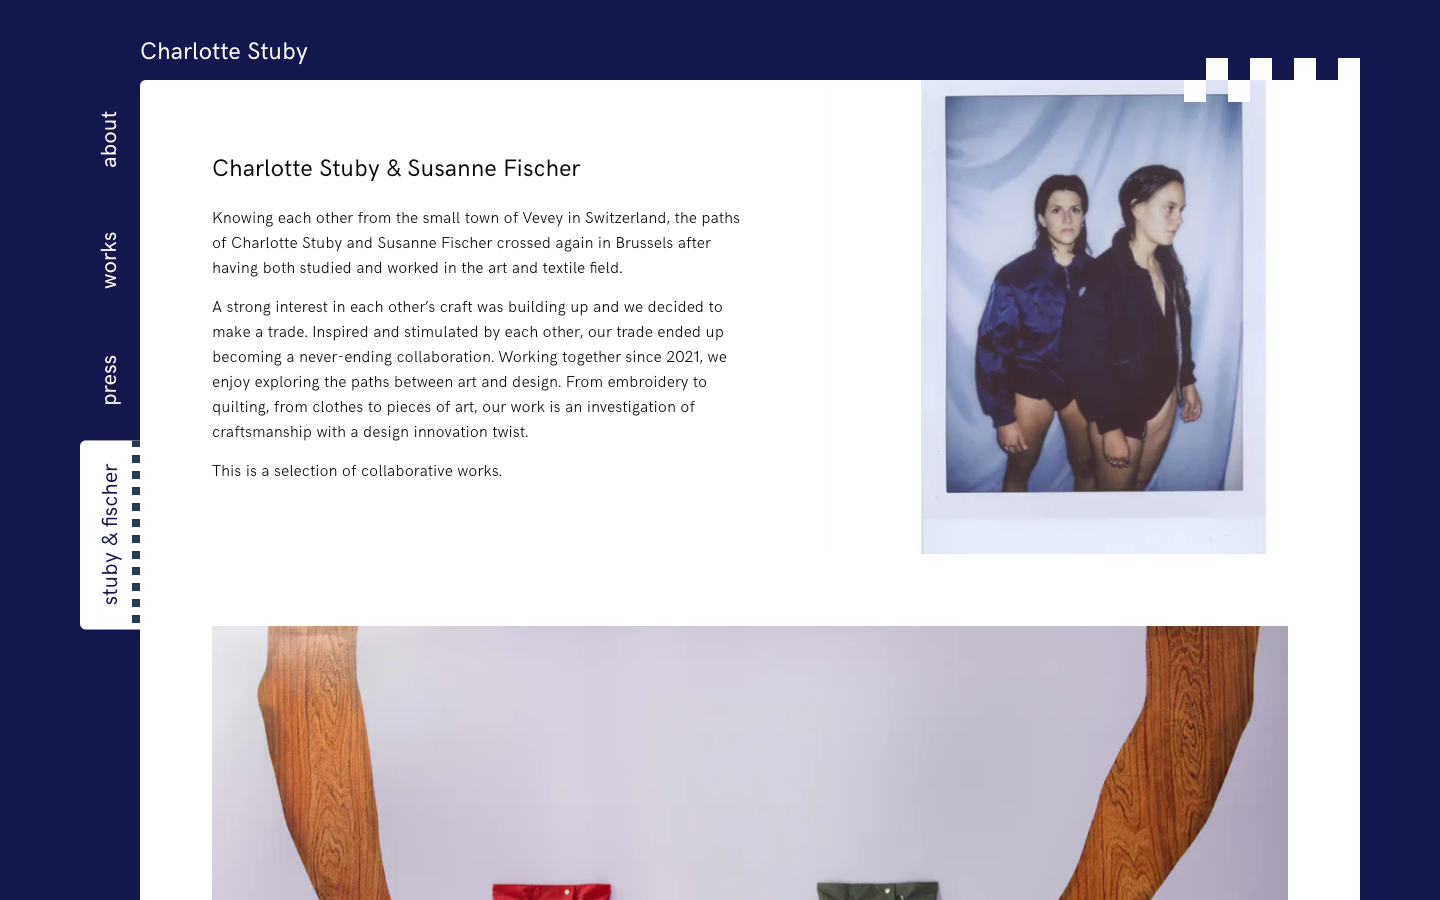 Charlotte Stuby
about
works
press
stuby & fischer
Charlotte Stuby & Susanne Fischer
Knowing each other from the small town of Vevey in Switzerland, the paths
of Charlotte Stuby and Susanne Fischer crossed again in Brussels after
having both studied and worked in the art and textile field.
A strong interest in each other’s craft was building up and we decided to
make a trade. Inspired and stimulated by each other, our trade ended up
becoming a never-ending collaboration. Working together since 2021, we
enjoy exploring the paths between art and design. From embroidery to
quilting, from clothes to pieces of art, our work is an investigation of
craftsmanship with a design innovation twist.
This is a selection of collaborative works.